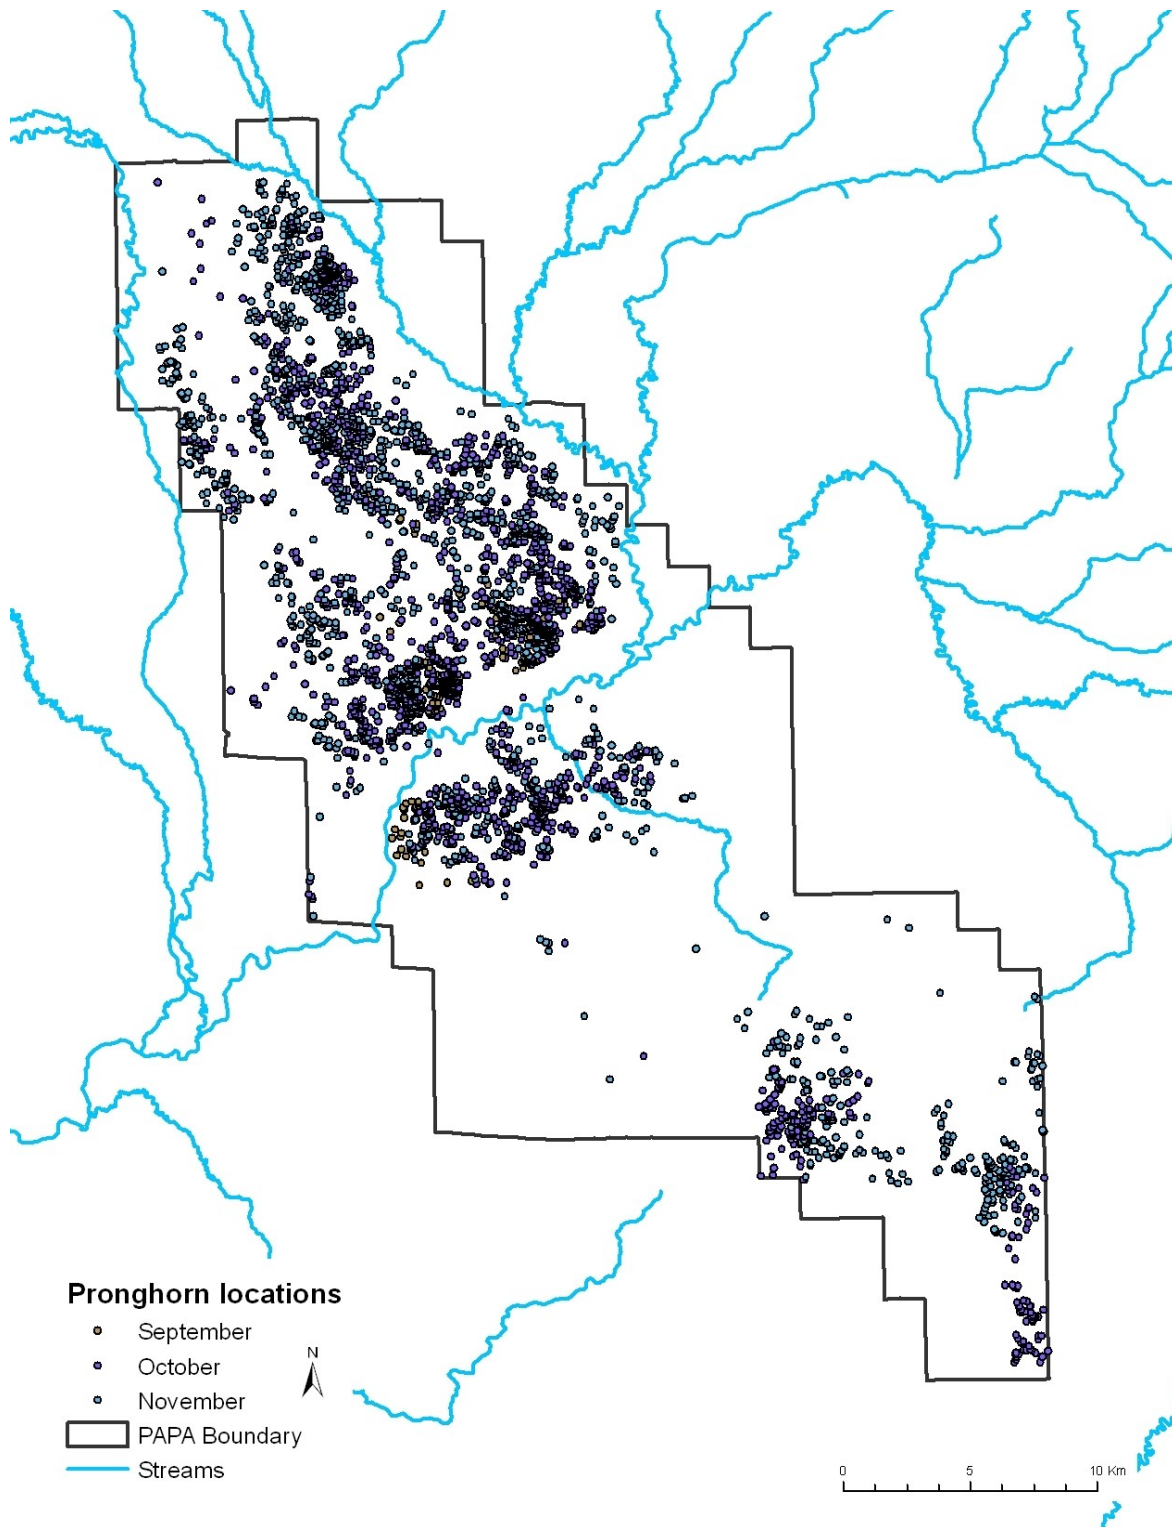 Pronghorn locations
September
October
November
PAPA Boundary
Streams
N
0 5 10 Km